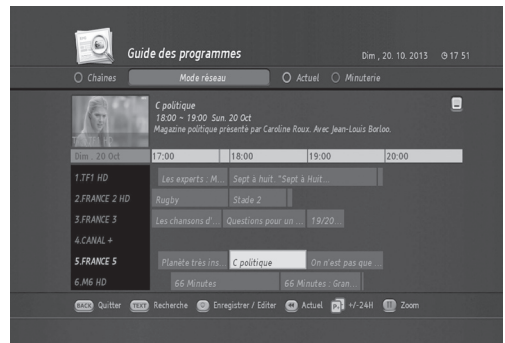 Guide des programmes
Dim , 20. 10. 2013 17 51
Chaînes Mode réseau Actuel Minuterie
C politique
18:00 ~ 19:00 Sun. 20 Oct
Magazine politique présenté par Caroline Roux. Avec Jean-Louis Borloo.
TF1 HD
Dim . 20 Oct 17:00 18:00 19:00 20:00
1.TF1 HD Les experts : M... Sept à huit. "Sept à Huit...
2.FRANCE 2 HD Rugby Stade 2
3.FRANCE 3 Les chansons d'... Questions pour un ... 19/20...
4.CANAL +
5.FRANCE 5 Planète très ins... C politique On n'est pas que ...
6.M6 HD 66 Minutes 66 Minutes : Gran...
BACK Quitter TEXT Recherche Enregistrer / Editer Actuel P +/-24H Zoom